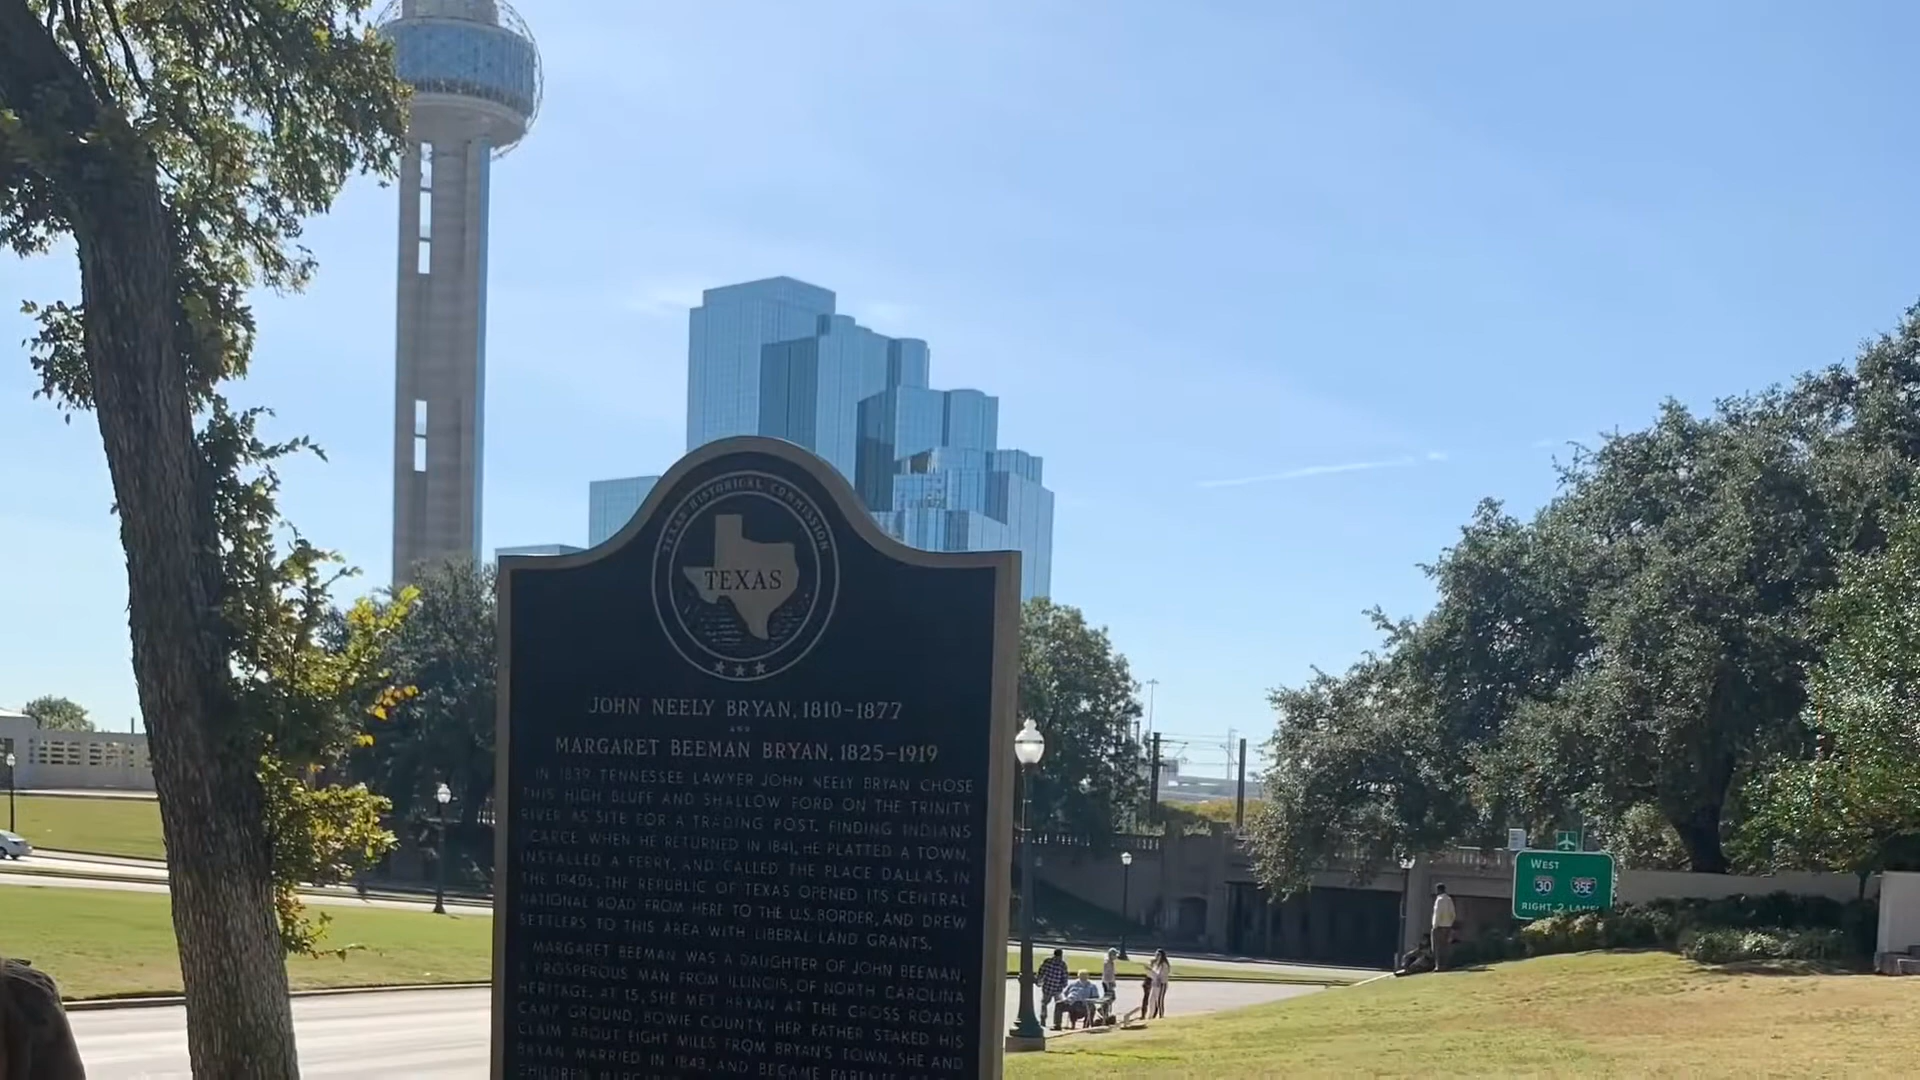 TEXAS HISTORICAL COMMISSION
TEXAS
JOHN NEELY BRYAN, 1810–1877
AND
MARGARET BEEMAN BRYAN, 1825–1919
IN 1839 TENNESSEE LAWYER JOHN NEELY BRYAN CHOSE
THIS HIGH BLUFF AND SHALLOW FORD ON THE TRINITY
RIVER AS SITE FOR A TRADING POST. FINDING INDIANS
SCARCE WHEN HE RETURNED IN 1841, HE PLATTED A TOWN,
INSTALLED A FERRY, AND CALLED THE PLACE DALLAS. IN
THE 1840s, THE REPUBLIC OF TEXAS OPENED ITS CENTRAL
NATIONAL ROAD FROM HERE TO THE U.S. BORDER, AND DREW
SETTLERS TO THIS AREA WITH LIBERAL LAND GRANTS.
MARGARET BEEMAN WAS A DAUGHTER OF JOHN BEEMAN,
A PROSPEROUS MAN FROM ILLINOIS, OF NORTH CAROLINA
HERITAGE. AT 15, SHE MET BRYAN AT THE CROSS ROADS
CAMP GROUND, BOWIE COUNTY. HER FATHER STAKED HIS
CLAIM ABOUT EIGHT MILLS FROM BRYAN'S TOWN. SHE AND
BRYAN MARRIED IN 1843, AND BECAME PARENTS
CHILDREN
WEST
30 35E
RIGHT 2 LANES